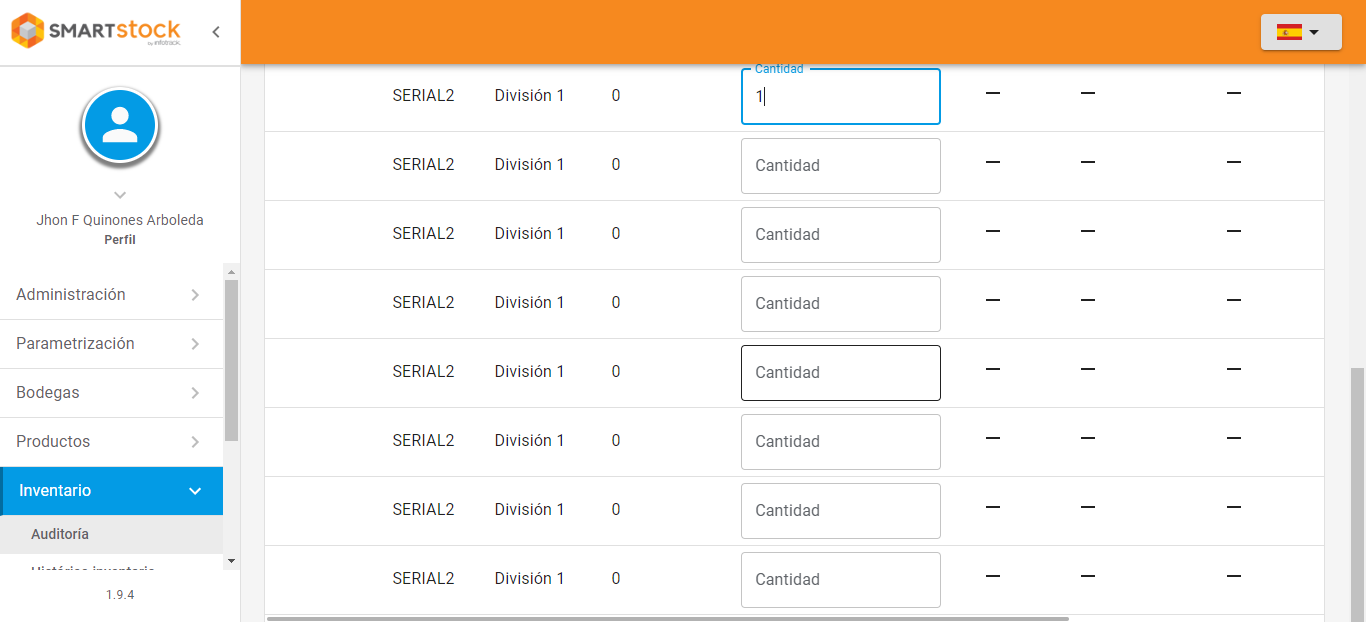 SMARTstock
by infotrack.
Jhon F Quinones Arboleda
Perfil
Administración
Parametrización
Bodegas
Productos
Inventario
Auditoría
Histórico inventario
1.9.4
Cantidad
SERIAL2 División 1 0 1
SERIAL2 División 1 0 Cantidad
SERIAL2 División 1 0 Cantidad
SERIAL2 División 1 0 Cantidad
SERIAL2 División 1 0 Cantidad
SERIAL2 División 1 0 Cantidad
SERIAL2 División 1 0 Cantidad
SERIAL2 División 1 0 Cantidad